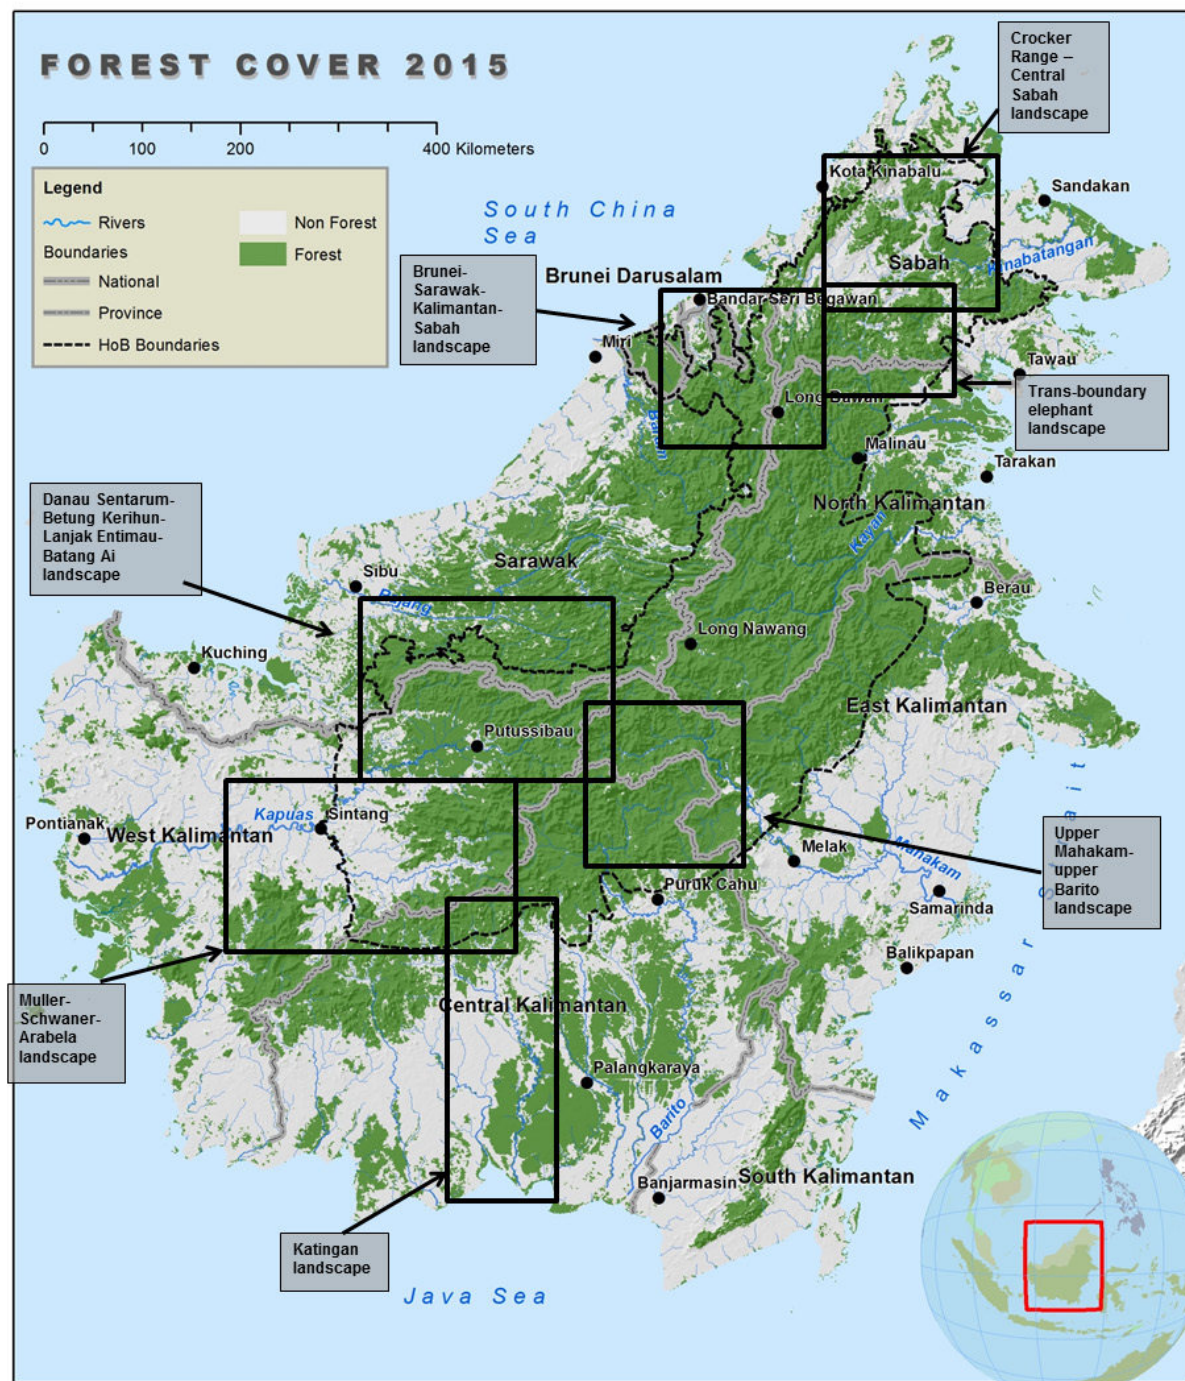 FOREST COVER 2015
0 100 200 400 Kilometers
Legend
Rivers
Boundaries
National
Province
HoB Boundaries
Non Forest
Forest
Crocker
Range –
Central
Sabah
landscape
South China
Sea
Kota Kinabalu
Sandakan
Sabah
Kinabatangan
Brunei-
Sarawak-
Kalimantan-
Sabah
landscape
Brunei Darusalam
Bandar Seri Begawan
Miri
Baram
Long Bawan
Tawau
Trans-boundary
elephant
landscape
Malinau
Tarakan
North Kalimantan
Kayan
Danau Sentarum-
Betung Kerihun-
Lanjak Entimau-
Batang Ai
landscape
Sarawak
Sibu
Rajang
Berau
Kuching
Long Nawang
East Kalimantan
Putussibau
Kapuas
Sintang
Pontianak
West Kalimantan
Melak
Mahakam
Samarinda
Upper
Mahakam-
upper
Barito
landscape
Puruk Cahu
Balikpapan
Makassar Strait
Muller-
Schwaner-
Arabela
landscape
Central Kalimantan
Palangkaraya
Barito
South Kalimantan
Banjarmasin
Katingan
landscape
Java Sea